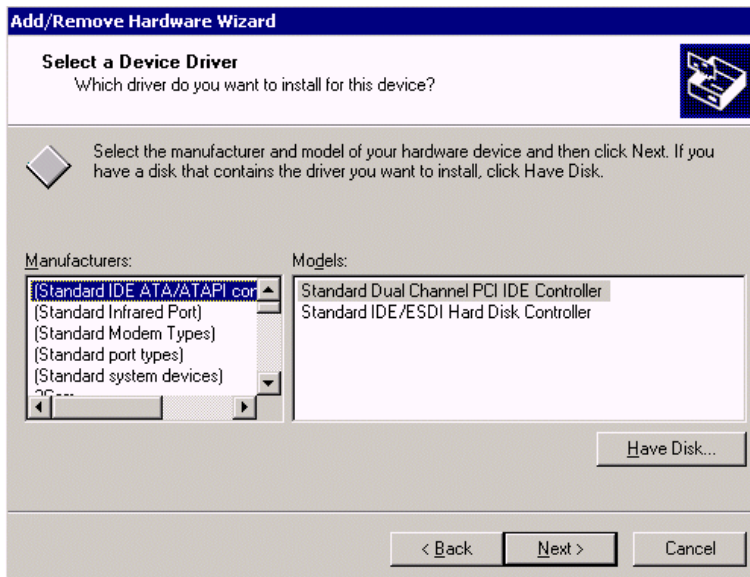 Add/Remove Hardware Wizard
Select a Device Driver
Which driver do you want to install for this device?
Select the manufacturer and model of your hardware device and then click Next. If you
have a disk that contains the driver you want to install, click Have Disk.
Manufacturers:
Models:
(Standard IDE ATA/ATAPI con
(Standard Infrared Port)
(Standard Modem Types)
(Standard port types)
(Standard system devices)
Standard Dual Channel PCI IDE Controller
Standard IDE/ESDI Hard Disk Controller
Have Disk...
< Back
Next >
Cancel